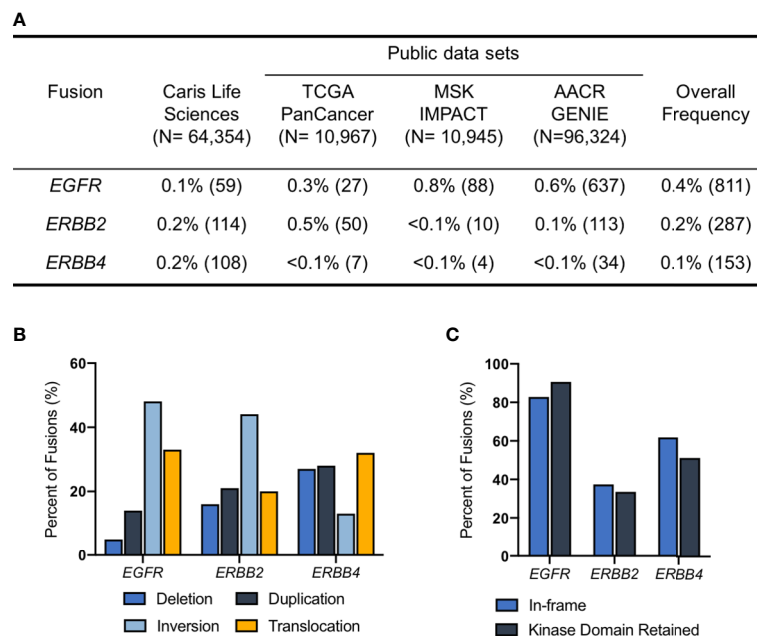 A
Public data sets
Fusion Caris Life TCGA MSK AACR Overall
Sciences PanCancer IMPACT GENIE Frequency
(N= 64,354) (N= 10,967) (N= 10,945) (N=96,324)
EGFR 0.1% (59) 0.3% (27) 0.8% (88) 0.6% (637) 0.4% (811)
ERBB2 0.2% (114) 0.5% (50) <0.1% (10) 0.1% (113) 0.2% (287)
ERBB4 0.2% (108) <0.1% (7) <0.1% (4) <0.1% (34) 0.1% (153)
B
Percent of Fusions (%)
60
40
20
0
EGFR ERBB2 ERBB4
Deletion Duplication
Inversion Translocation
C
Percent of Fusions (%)
100
80
60
40
20
0
EGFR ERBB2 ERBB4
In-frame
Kinase Domain Retained